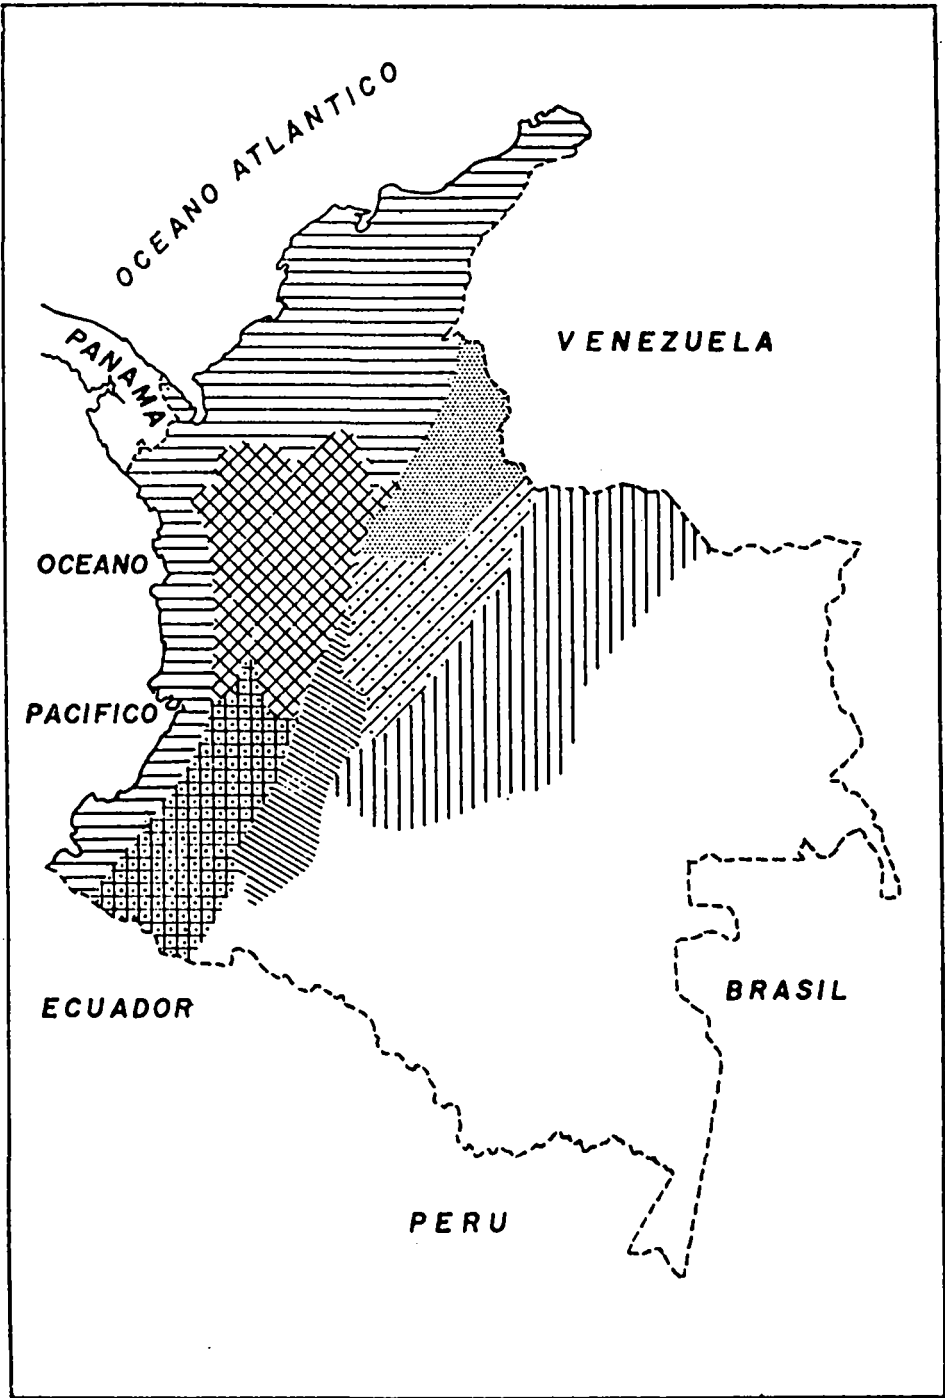 OCEANO ATLANTICO
PANAMA
VENEZUELA
OCEANO
PACIFICO
ECUADOR
BRASIL
PERU